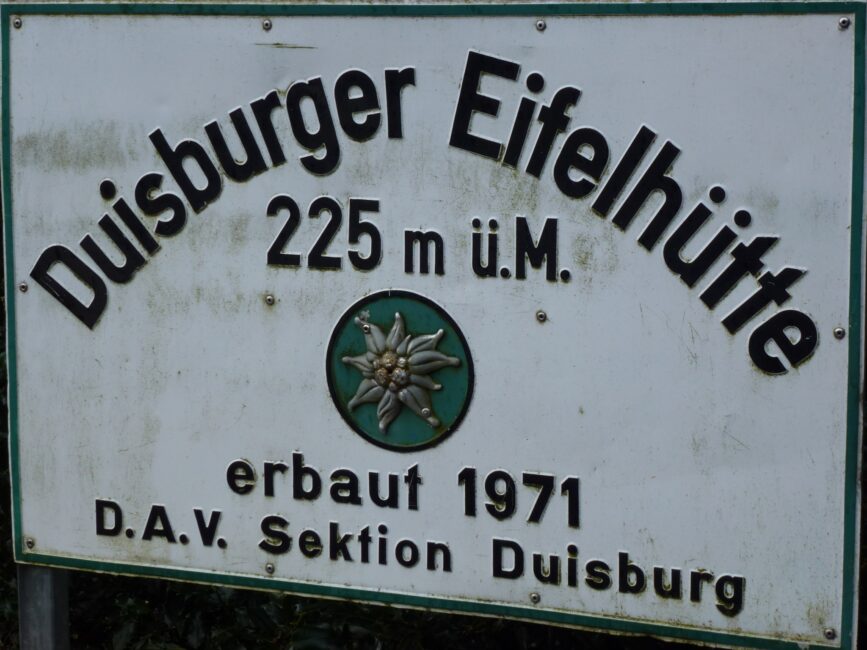 Duisburger Eifelhütte
225 m ü.M.
erbaut 1971
D.A.V. Sektion Duisburg